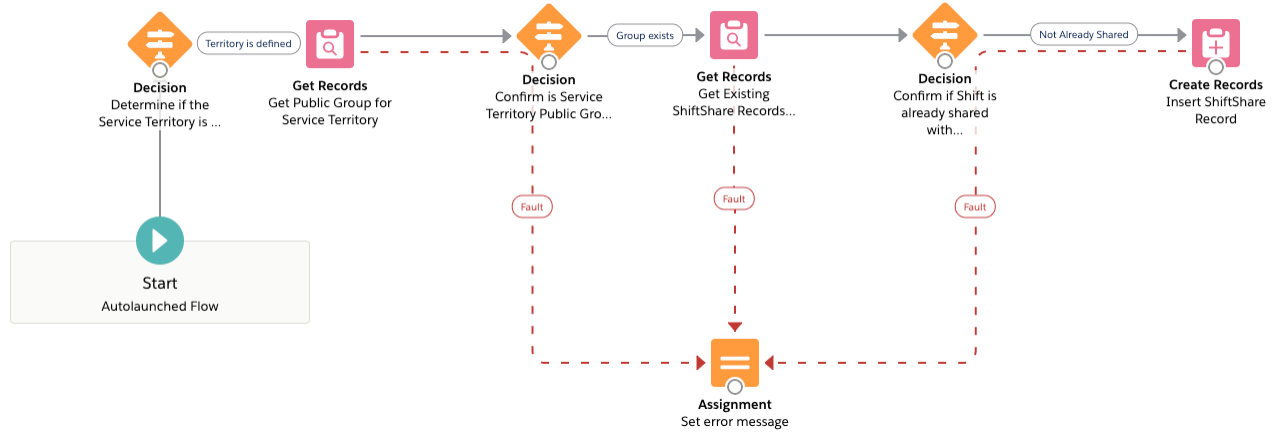 Decision
Determine if the
Service Territory is ...
Territory is defined
Get Records
Get Public Group for
Service Territory
Decision
Confirm is Service
Territory Public Gro...
Group exists
Get Records
Get Existing
ShiftShare Records...
Decision
Confirm if Shift is
already shared
with...
Not Already Shared
Create Records
Insert ShiftShare
Record
Fault
Fault
Fault
Start
Autolaunched Flow
Assignment
Set error message